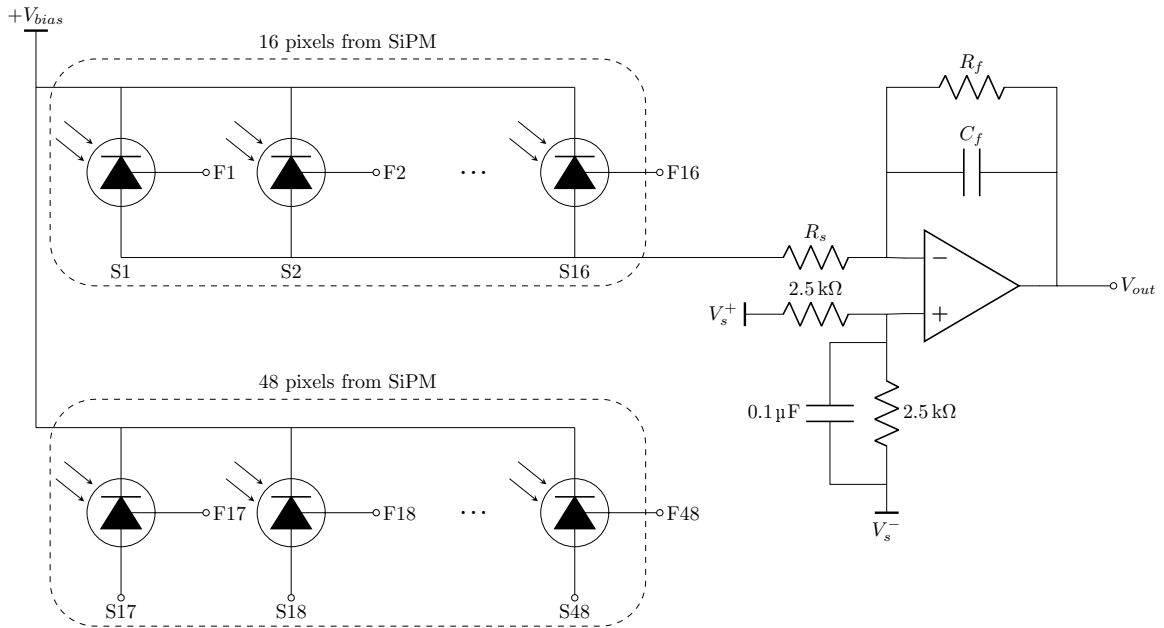 +V_bias
16 pixels from SiPM
F1
F2
...
F16
S1
S2
S16
R_f
C_f
R_s
−
2.5 kΩ
V_s^+
+
V_out
0.1 µF
2.5 kΩ
V_s^-
48 pixels from SiPM
F17
F18
...
F48
S17
S18
S48